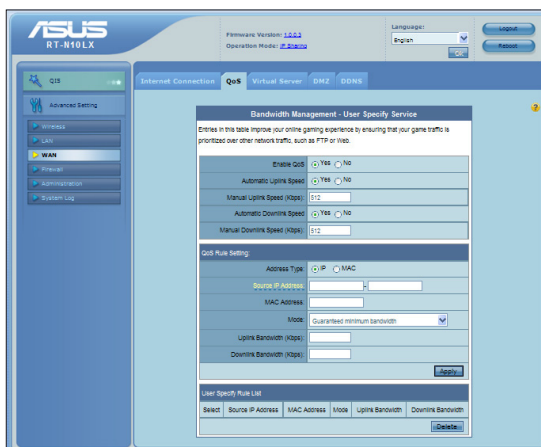 ASUS
RT-N10LX
Firmware Version: 1.0.0.3
Operation Mode: IP Sharing
Language:
English
OK
Logout
Reboot
QIS
Advanced Setting
Wireless
LAN
WAN
Firewall
Administration
System Log
Internet Connection QoS Virtual Server DMZ DDNS
Bandwidth Management - User Specify Service
Entries in this table improve your online gaming experience by ensuring that your game traffic is
prioritized over other network traffic, such as FTP or Web.
Enable QoS Yes No
Automatic Uplink Speed Yes No
Manual Uplink Speed (Kbps): 512
Automatic Downlink Speed Yes No
Manual Downlink Speed (Kbps): 512
QoS Rule Setting:
Address Type: IP MAC
Source IP Address: -
MAC Address:
Mode: Guaranteed minimum bandwidth
Uplink Bandwidth (Kbps):
Downlink Bandwidth (Kbps):
Apply
User Specify Rule List
Select Source IP Address MAC Address Mode Uplink Bandwidth Downlink Bandwidth
Delete
?